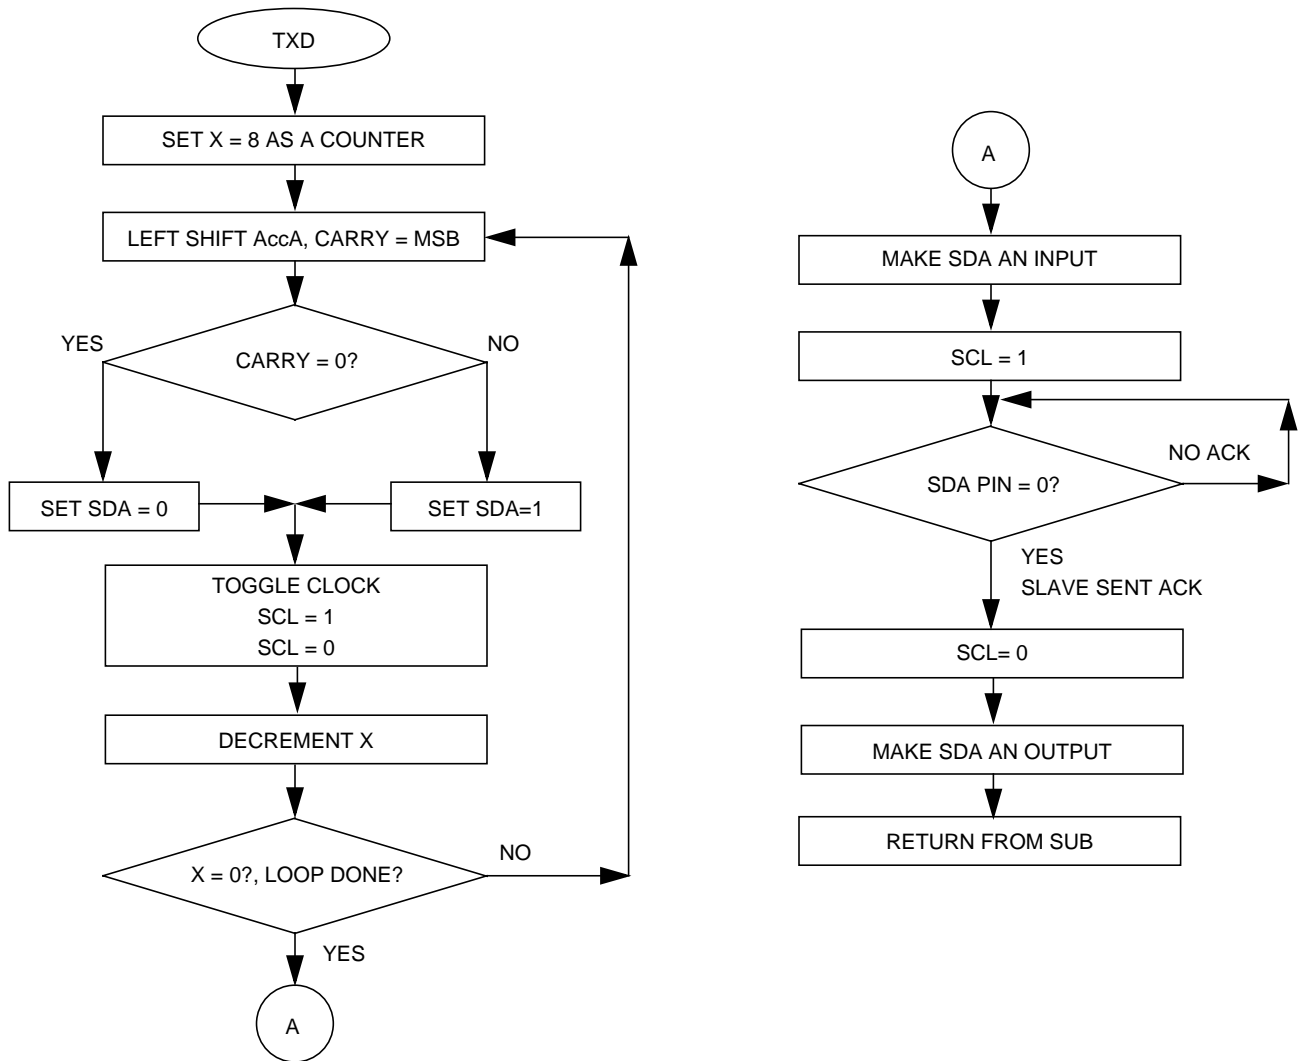 TXD
SET X = 8 AS A COUNTER
LEFT SHIFT AccA, CARRY = MSB
YES
NO
CARRY = 0?
SET SDA = 0
SET SDA=1
TOGGLE CLOCK
SCL = 1
SCL = 0
DECREMENT X
NO
X = 0?, LOOP DONE?
YES
A
A
MAKE SDA AN INPUT
SCL = 1
NO ACK
SDA PIN = 0?
YES
SLAVE SENT ACK
SCL= 0
MAKE SDA AN OUTPUT
RETURN FROM SUB